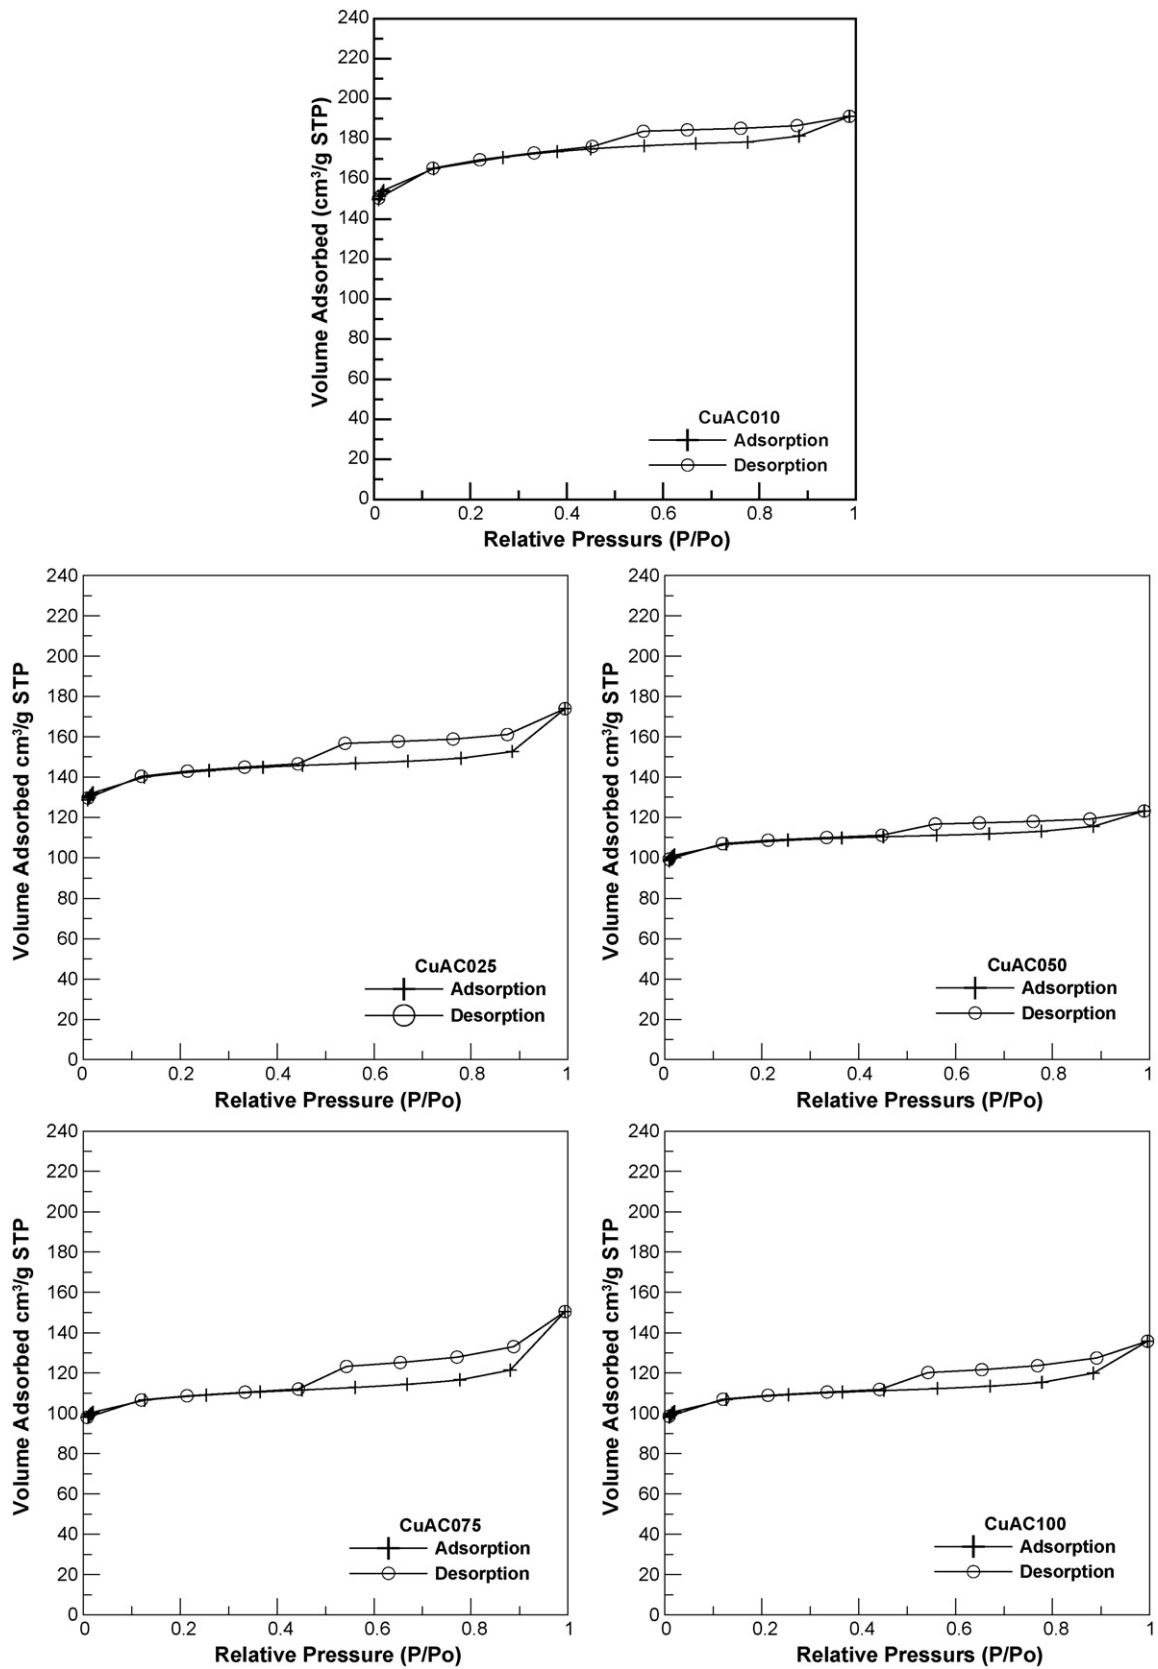 240
220
200
180
160
140
120
100
80
60
40
20
0
Volume Adsorbed (cm³/g STP)
CuAC010
Adsorption
Desorption
0 0.2 0.4 0.6 0.8 1
Relative Pressurs (P/Po)
240
220
200
180
160
140
120
100
80
60
40
20
0
Volume Adsorbed cm³/g STP
CuAC025
Adsorption
Desorption
0 0.2 0.4 0.6 0.8 1
Relative Pressure (P/Po)
240
220
200
180
160
140
120
100
80
60
40
20
0
Volume Adsorbed cm³/g STP
CuAC050
Adsorption
Desorption
0 0.2 0.4 0.6 0.8 1
Relative Pressurs (P/Po)
240
220
200
180
160
140
120
100
80
60
40
20
0
Volume Adsorbed cm³/g STP
CuAC075
Adsorption
Desorption
0 0.2 0.4 0.6 0.8 1
Relative Pressure (P/Po)
240
220
200
180
160
140
120
100
80
60
40
20
0
Volume Adsorbed cm³/g STP
CuAC100
Adsorption
Desorption
0 0.2 0.4 0.6 0.8 1
Relative Pressurs (P/Po)